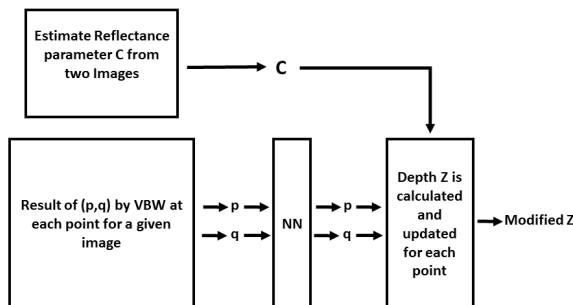 Estimate Reflectance
parameter C from
two Images
C
Result of (p,q) by VBW at
each point for a given
image
p
q
NN
p
q
Depth Z is
calculated
and
updated
for each
point
Modified Z